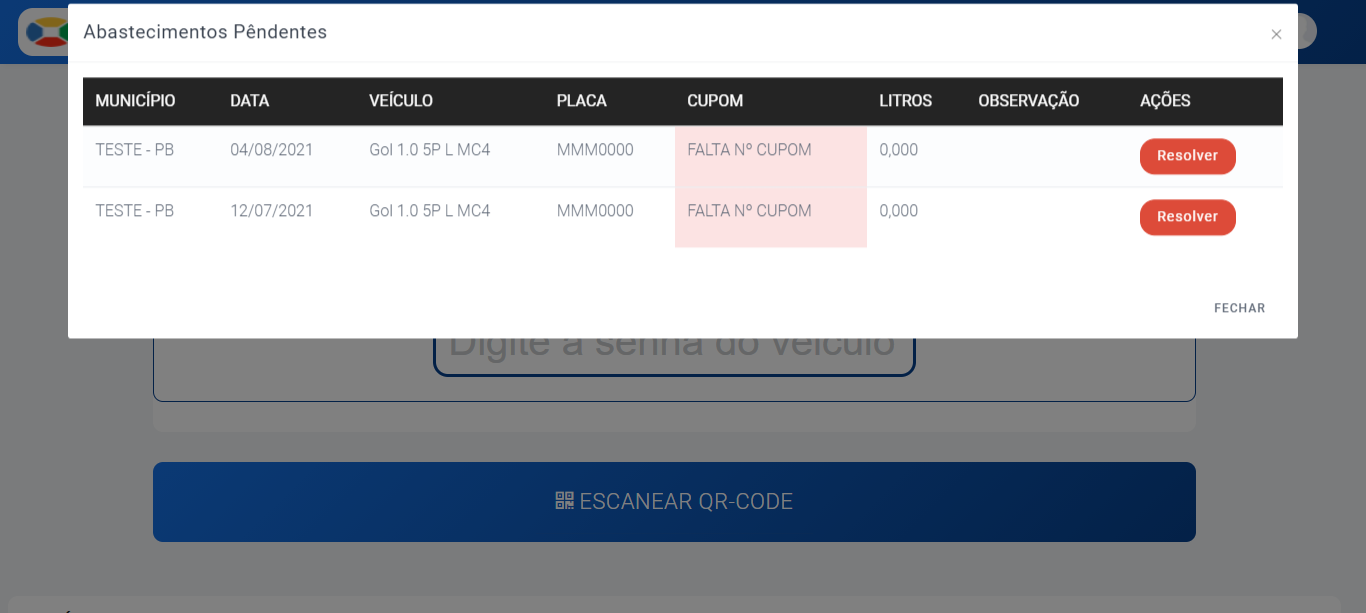 Abastecimentos Pêndentes
×
MUNICÍPIO DATA VEÍCULO PLACA CUPOM LITROS OBSERVAÇÃO AÇÕES
TESTE - PB 04/08/2021 Gol 1.0 5P L MC4 MMM0000 FALTA Nº CUPOM 0,000 Resolver
TESTE - PB 12/07/2021 Gol 1.0 5P L MC4 MMM0000 FALTA Nº CUPOM 0,000 Resolver
FECHAR
Digite a senha do veículo
ESCANEAR QR-CODE